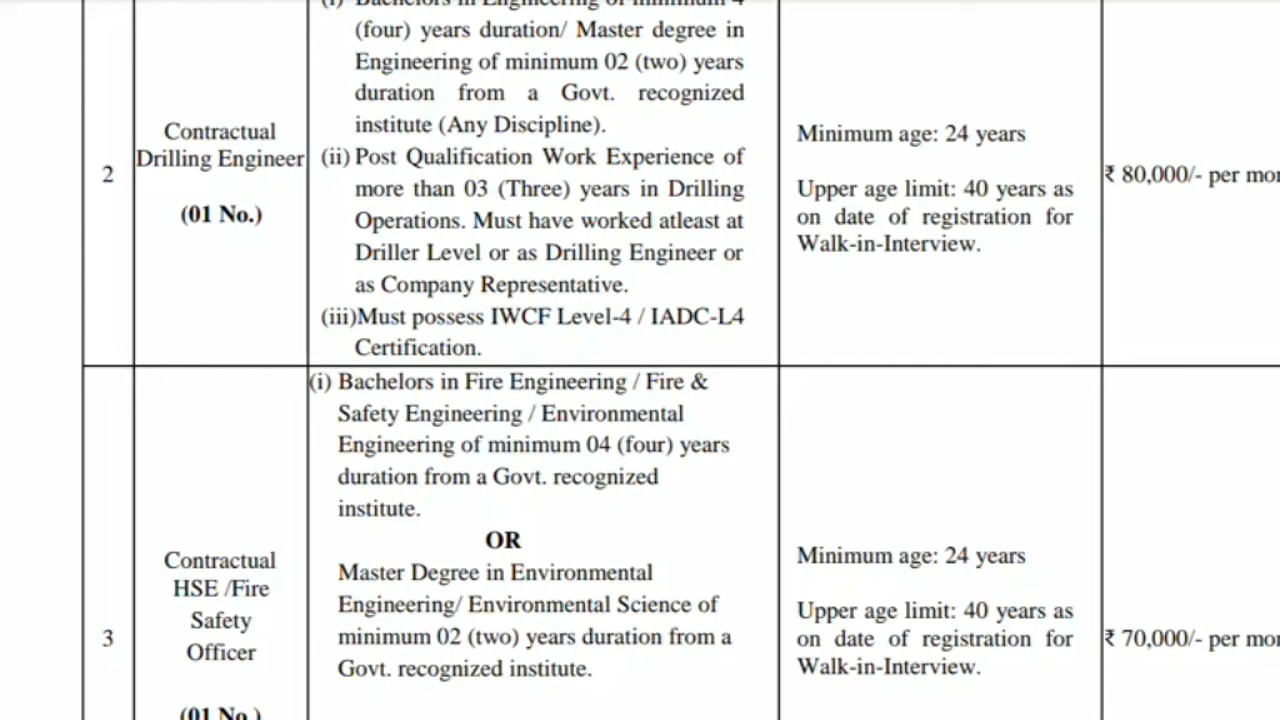 (i) Bachelors in Engineering of minimum 4
(four) years duration/ Master degree in
Engineering of minimum 02 (two) years
duration from a Govt. recognized
institute (Any Discipline).
(ii) Post Qualification Work Experience of
more than 03 (Three) years in Drilling
Operations. Must have worked atleast at
Driller Level or as Drilling Engineer or
as Company Representative.
(iii)Must possess IWCF Level-4 / IADC-L4
Certification.
2
Contractual
Drilling Engineer
(01 No.)
Minimum age: 24 years
Upper age limit: 40 years as
on date of registration for
Walk-in-Interview.
₹ 80,000/- per mon
3
Contractual
HSE /Fire
Safety
Officer
(01 No.)
(i) Bachelors in Fire Engineering / Fire &
Safety Engineering / Environmental
Engineering of minimum 04 (four) years
duration from a Govt. recognized
institute.
OR
Master Degree in Environmental
Engineering/ Environmental Science of
minimum 02 (two) years duration from a
Govt. recognized institute.
Minimum age: 24 years
Upper age limit: 40 years as
on date of registration for
Walk-in-Interview.
₹ 70,000/- per mon